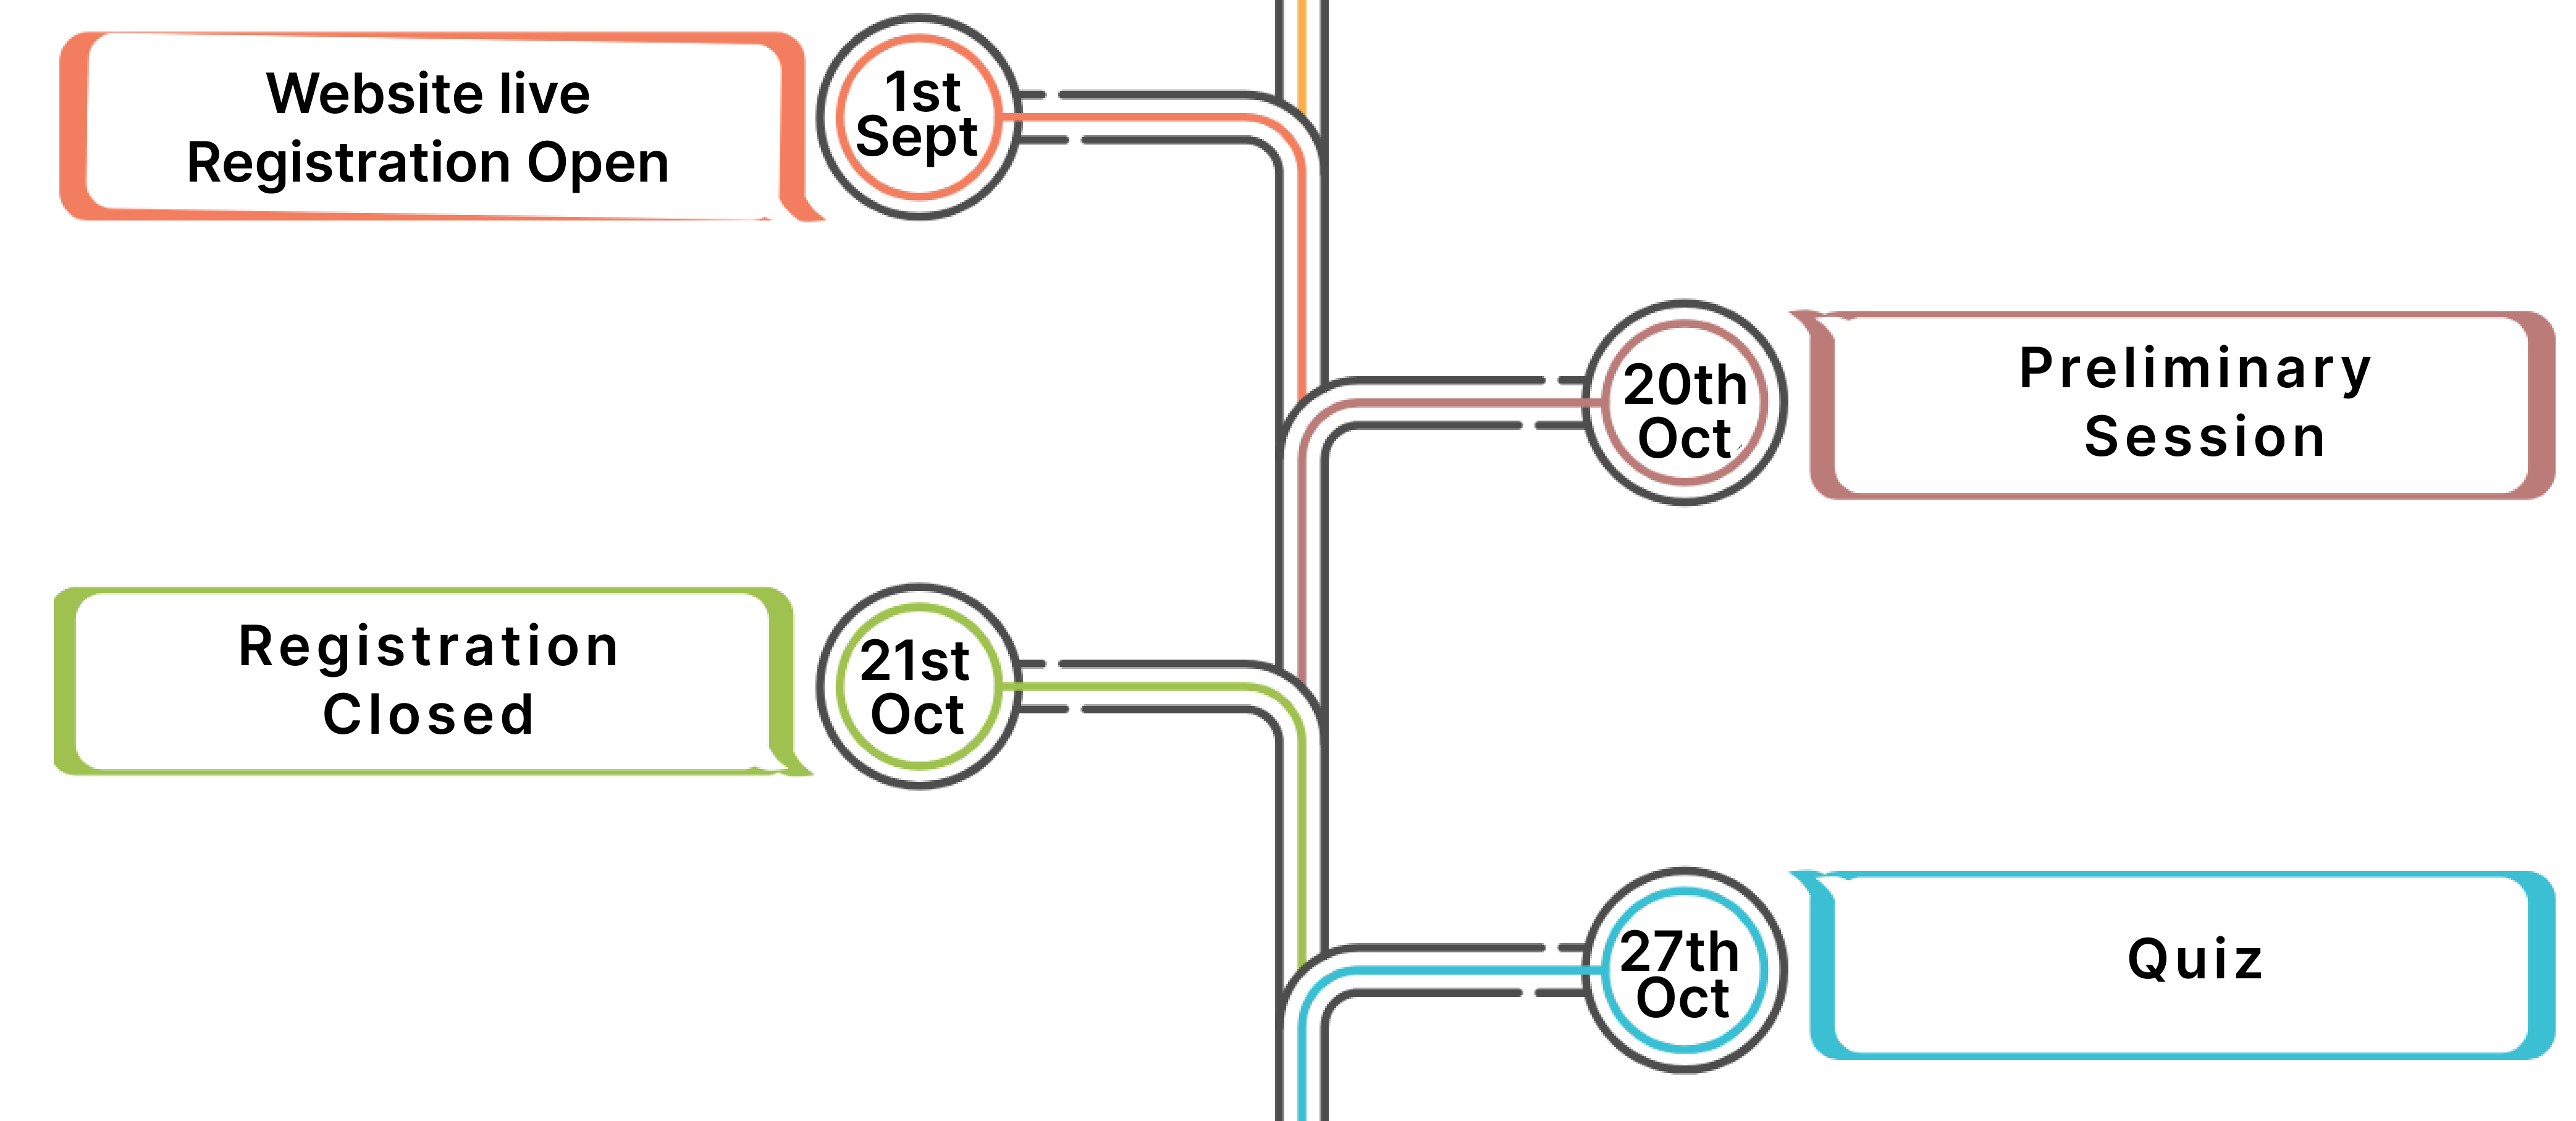 Website live
Registration Open
1st
Sept
20th
Oct
Preliminary
Session
Registration
Closed
21st
Oct
27th
Oct
Quiz